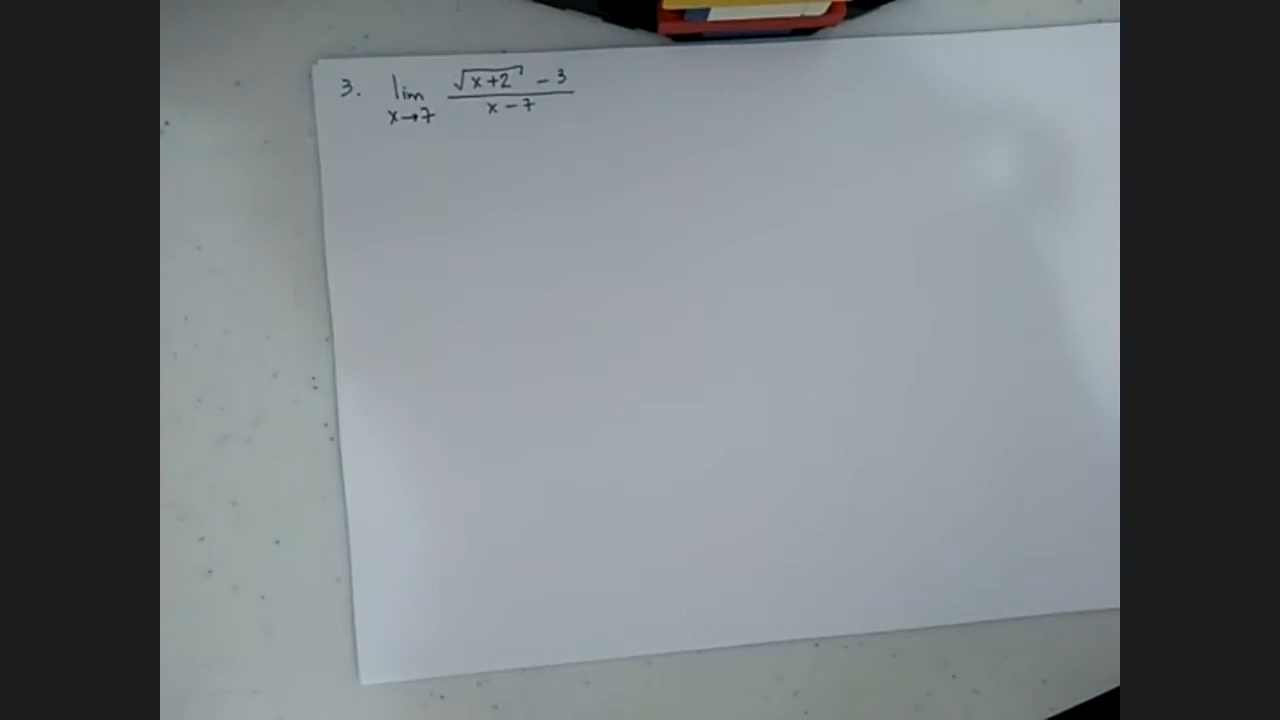 3. lim x→7 (√(x+2) - 3)/(x-7)